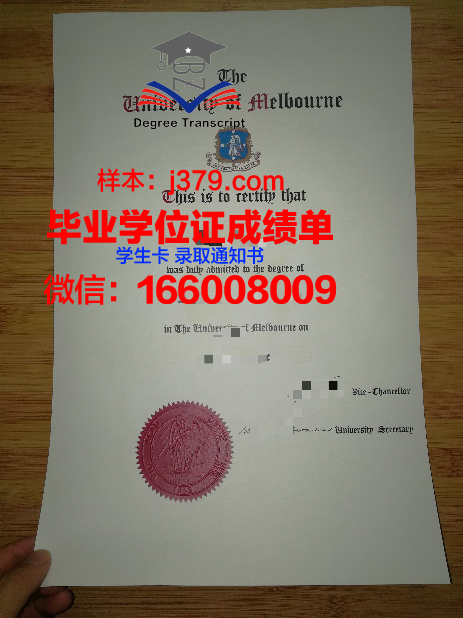 The
University of Melbourne
Degree Transcript
样本：j379.com
This is to certify that
毕业学位证成绩单
学生卡 录取通知书
was duly admitted to the degree of
微信：166008009
in The University of Melbourne on
Vice-Chancellor
University Secretary